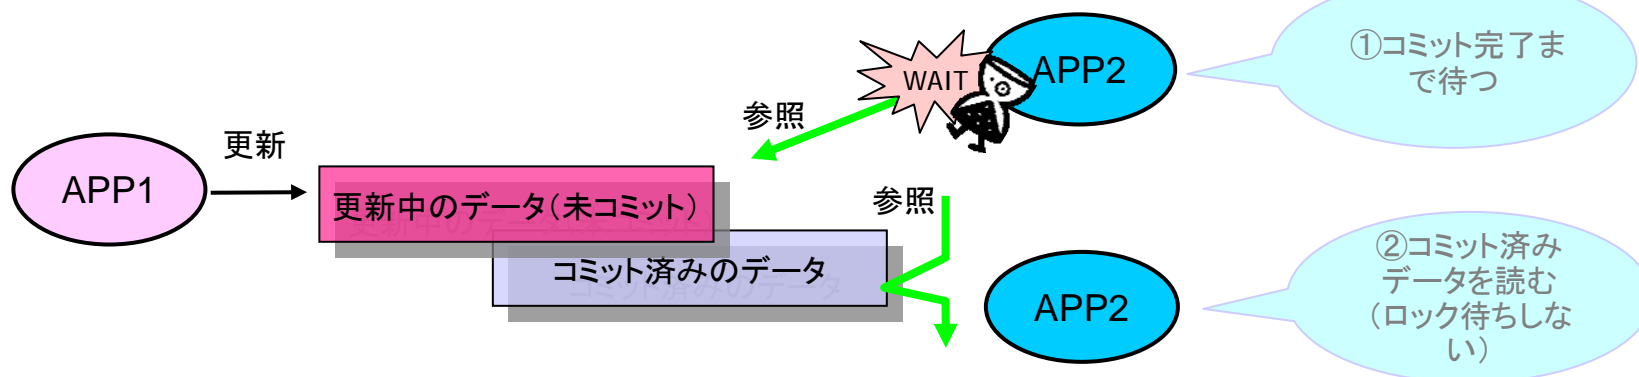 APP1
更新
更新中のデータ(未コミット)
コミット済みのデータ
参照
WAIT
APP2
①コミット完了ま
で待つ
参照
APP2
②コミット済み
データを読む
(ロック待ちしな
い)